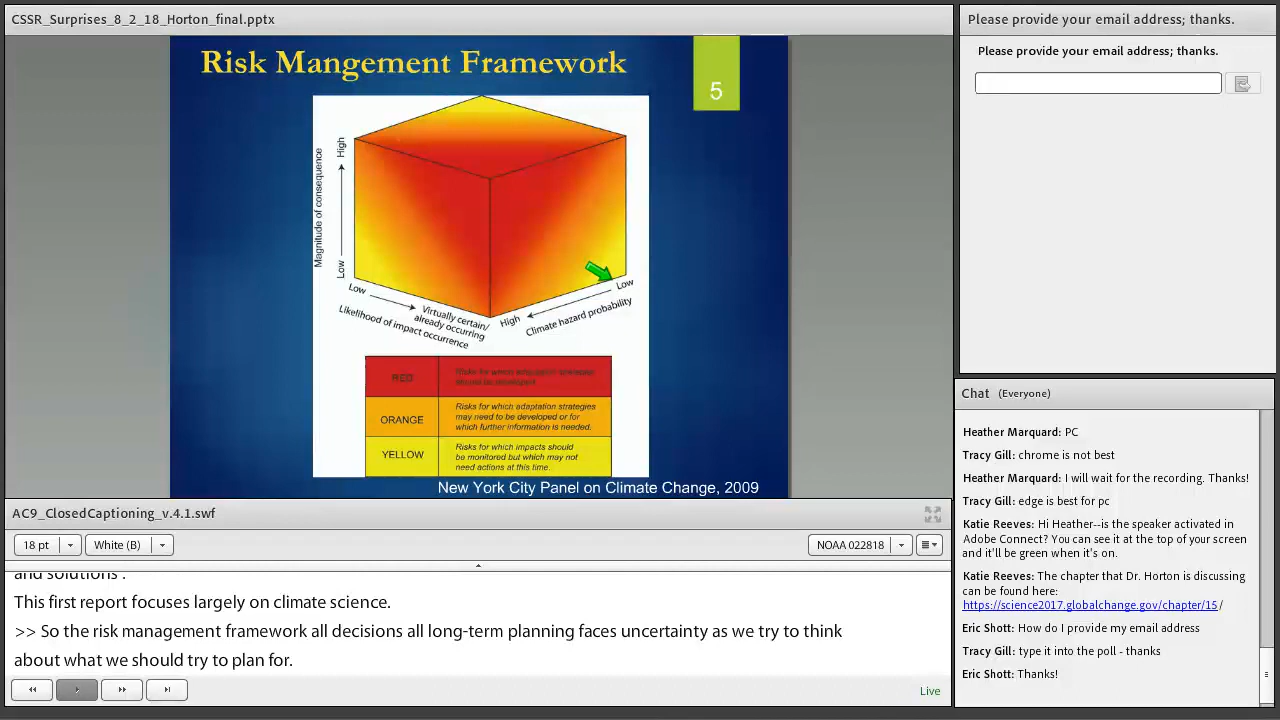 CSSR_Surprises_8_2_18_Horton_final.pptx
Risk Mangement Framework
5
Magnitude of consequence
High
Low
Low
Virtually certain/
already occurring
Likelihood of impact occurrence
High
Low
Climate hazard probability
RED
Risks for which adaptation strategies
should be developed.
ORANGE
Risks for which adaptation strategies
may need to be developed or for
which further information is needed.
YELLOW
Risks for which impacts should
be monitored but which may not
need actions at this time.
New York City Panel on Climate Change, 2009
AC9_ClosedCaptioning_v.4.1.swf
18 pt
White (B)
NOAA 022818
and solutions .
This first report focuses largely on climate science.
>> So the risk management framework all decisions all long-term planning faces uncertainty as we try to think
about what we should try to plan for.
Live
Please provide your email address; thanks.
Please provide your email address; thanks.
Chat (Everyone)
Heather Marquard: PC
Tracy Gill: chrome is not best
Heather Marquard: I will wait for the recording. Thanks!
Tracy Gill: edge is best for pc
Katie Reeves: Hi Heather--is the speaker activated in
Adobe Connect? You can see it at the top of your screen
and it'll be green when it's on.
Katie Reeves: The chapter that Dr. Horton is discussing
can be found here:
https://science2017.globalchange.gov/chapter/15/
Eric Shott: How do I provide my email address
Tracy Gill: type it into the poll - thanks
Eric Shott: Thanks!